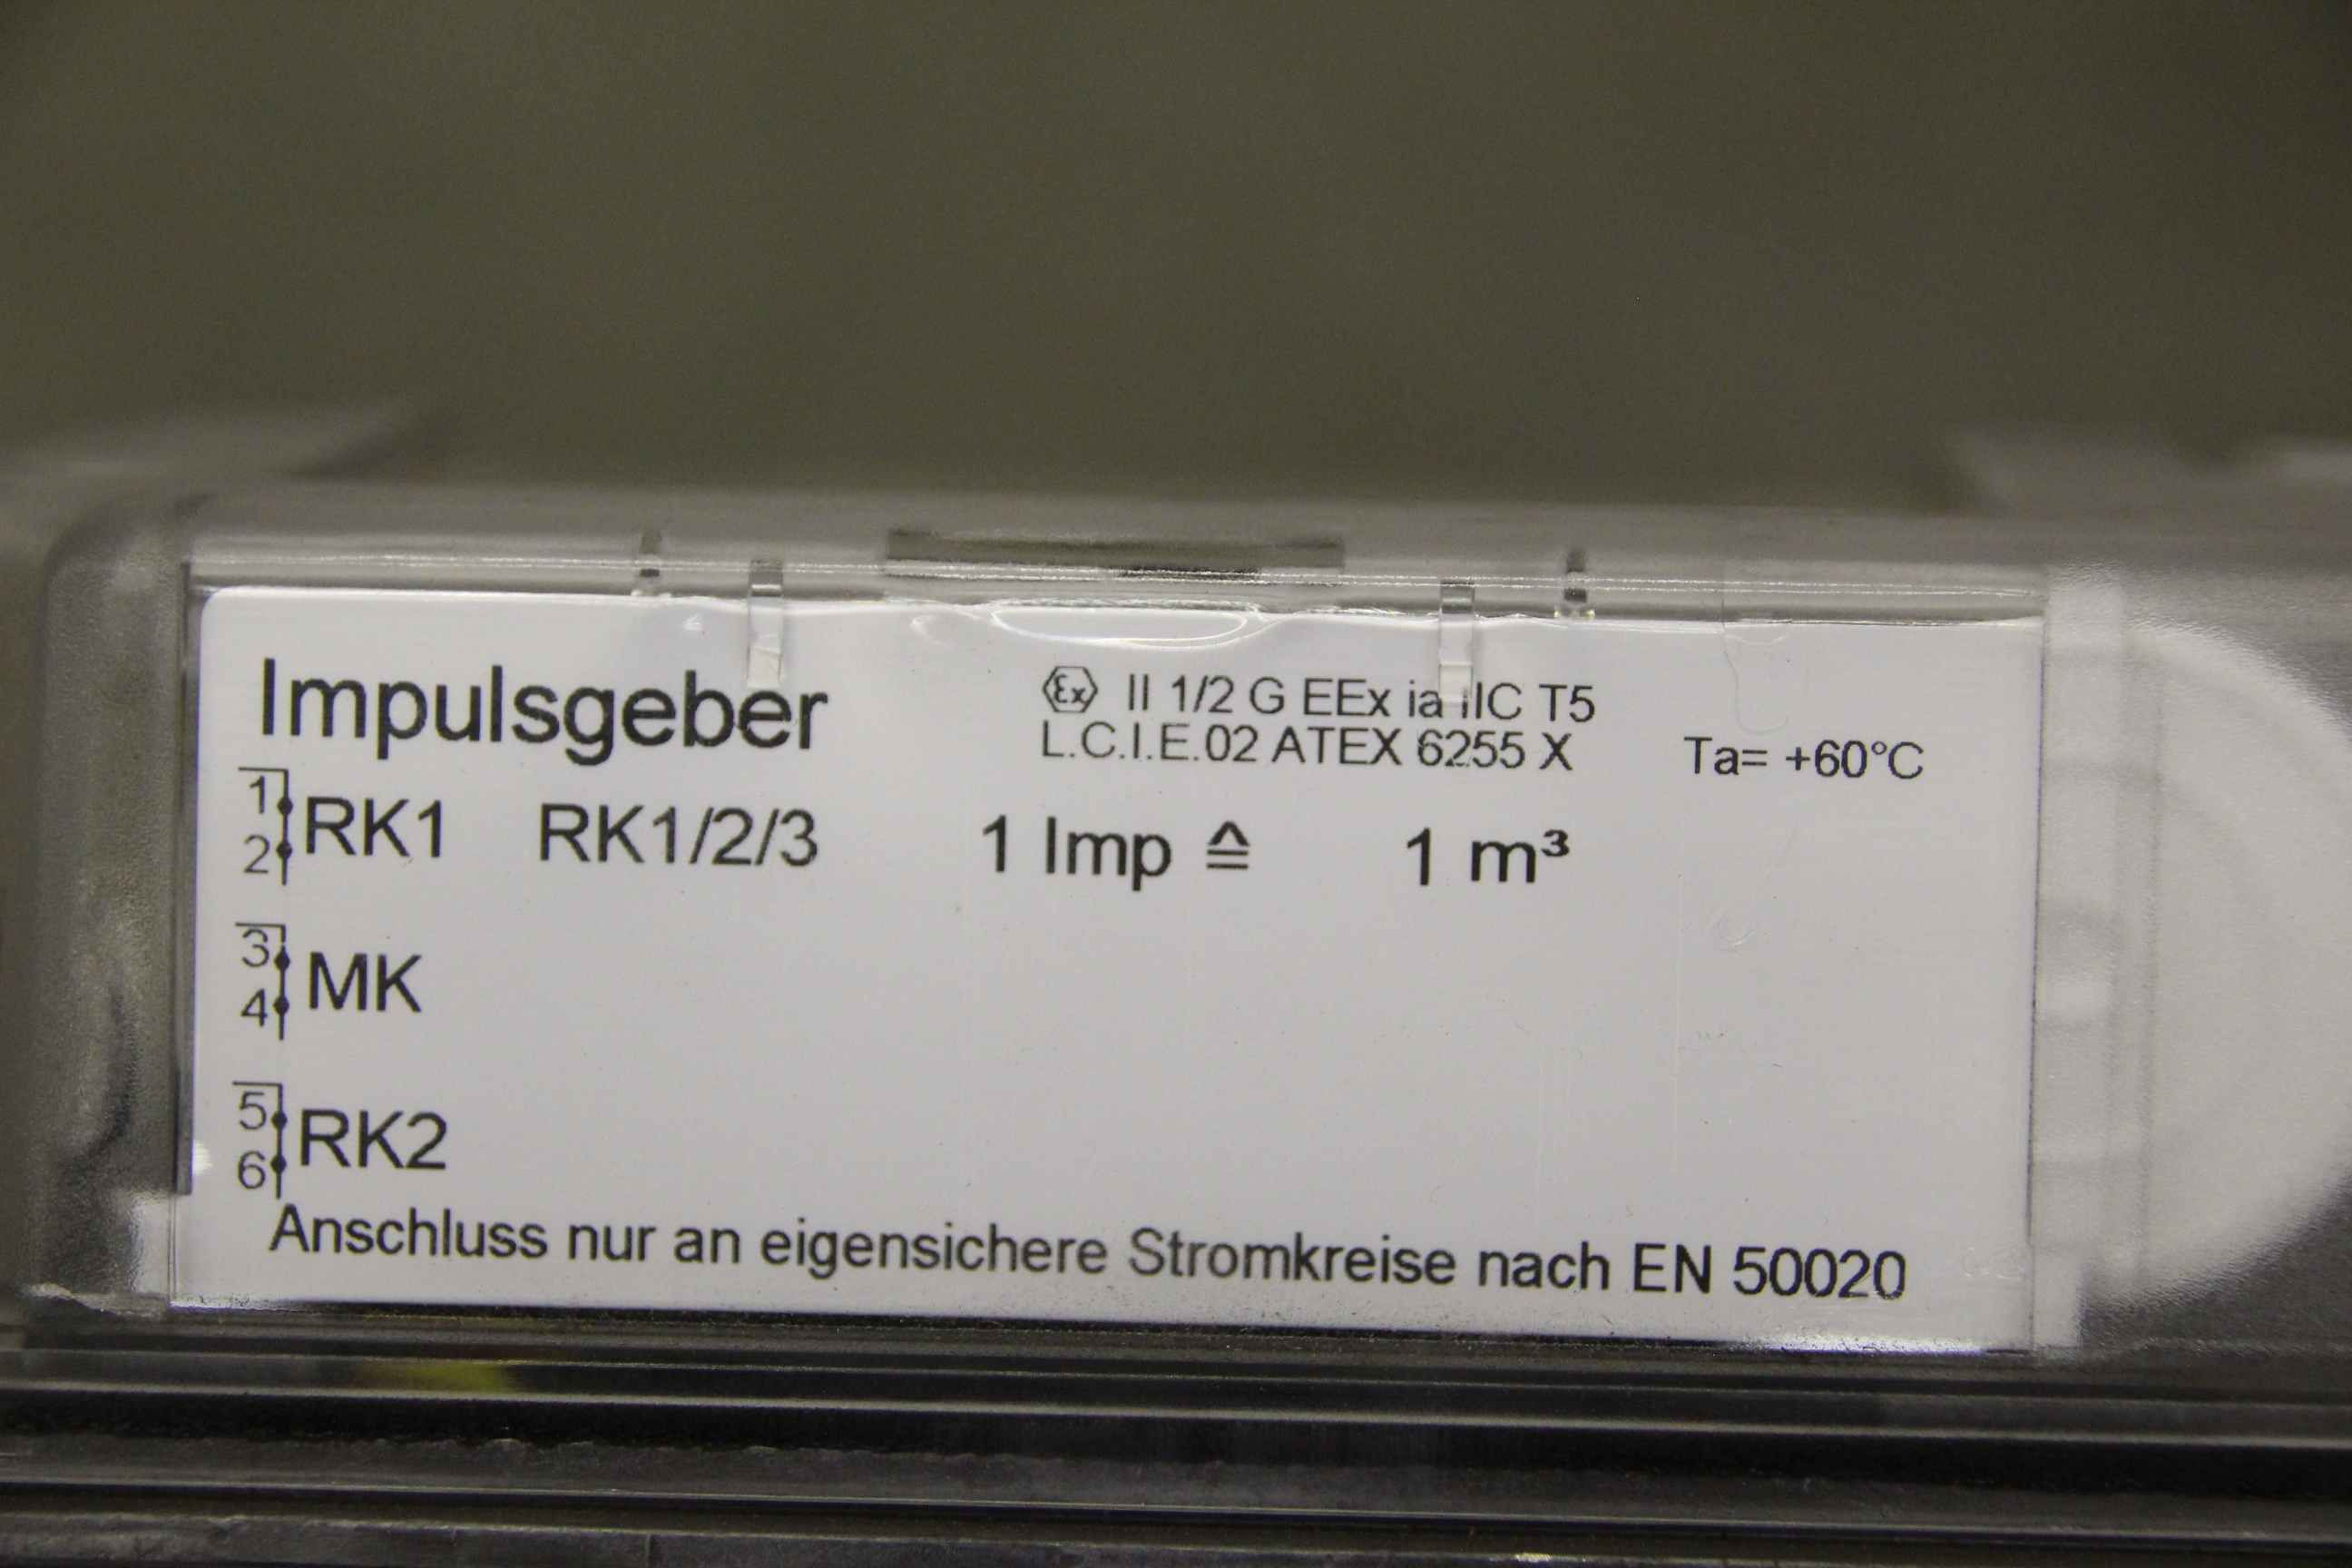 Impulsgeber
Ex II 1/2 G EEx ia IIC T5
L.C.I.E.02 ATEX 6255 X
Ta= +60°C
1
2
RK1 RK1/2/3 1 Imp ≙ 1 m³
3
4
MK
5
6
RK2
Anschluss nur an eigensichere Stromkreise nach EN 50020